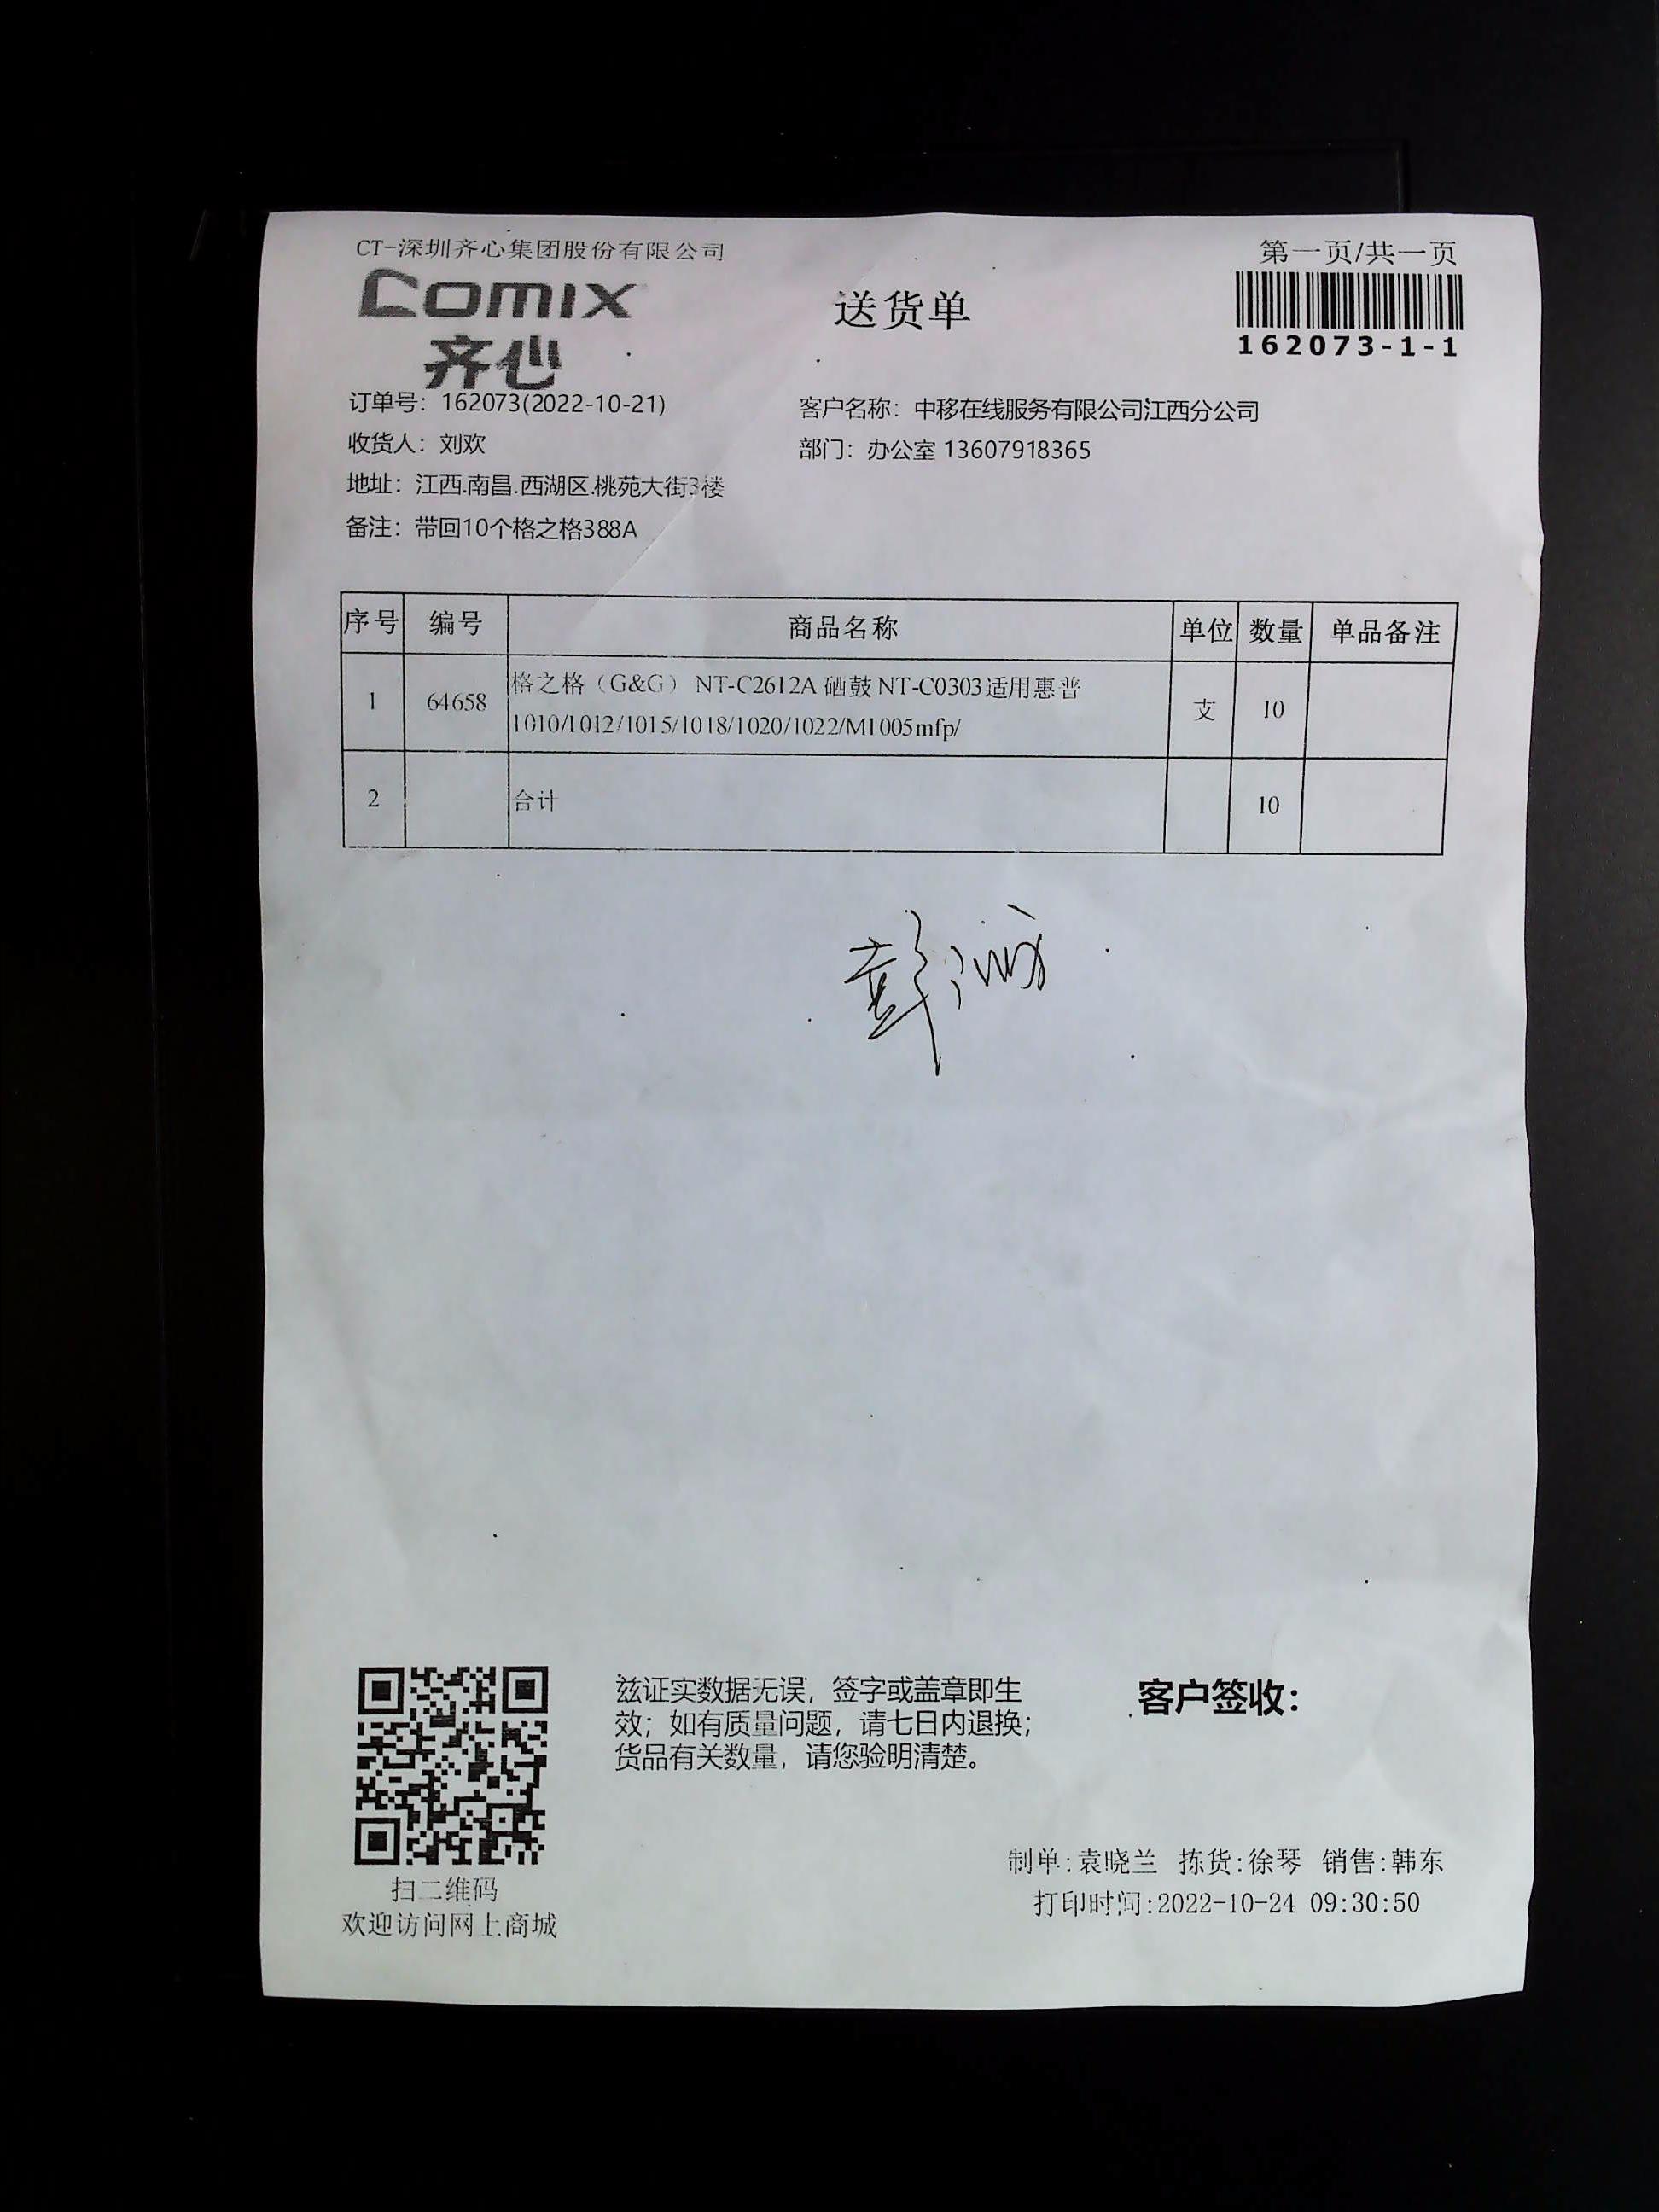 CT-深圳齐心集团股份有限公司
第一页/共一页
comix
齐心
送货单
162073-1-1
订单号：162073(2022-10-21)
客户名称：中移在线服务有限公司江西分公司
收货人：刘欢
部门：办公室 13607918365
地址：江西.南昌.西湖区.桃苑大街3楼
备注：带回10个格之格388A
序号 编号 商品名称 单位 数量 单品备注
1 64658 格之格（G&G） NT-C2612A 硒鼓 NT-C0303适用惠普 支 10
1010/1012/1015/1018/1020/1022/M1005mfp/
2 合计 10
彭
兹证实数据无误，签字或盖章即生
效；如有质量问题，请七日内退换；
货品有关数量，请您验明清楚。
客户签收：
扫二维码
欢迎访问网上商城
制单:袁晓兰 拣货:徐琴 销售:韩东
打印时间:2022-10-24 09:30:50